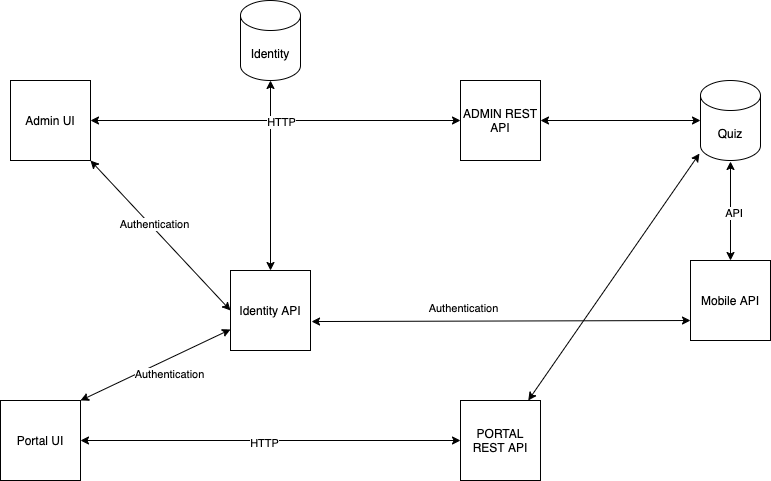 Identity
Admin UI
HTTP
ADMIN REST
API
Quiz
Authentication
API
Identity API
Authentication
Mobile API
Authentication
Portal UI
HTTP
PORTAL
REST API